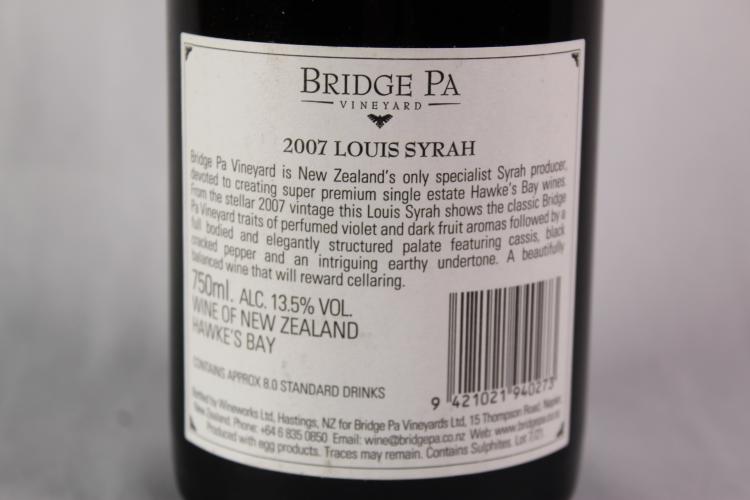 BRIDGE PA
VINEYARD
2007 LOUIS SYRAH
Bridge Pa Vineyard is New Zealand's only specialist Syrah producer,
devoted to creating super premium single estate Hawke's Bay wines.
From the stellar 2007 vintage this Louis Syrah shows the classic Bridge
Pa Vineyard traits of perfumed violet and dark fruit aromas followed by a
full bodied and elegantly structured palate featuring cassis, black
cracked pepper and an intriguing earthy undertone. A beautifully
balanced wine that will reward cellaring.
750ml. ALC. 13.5% VOL.
WINE OF NEW ZEALAND
HAWKE'S BAY
CONTAINS APPROX 8.0 STANDARD DRINKS
9 421021 940273
Bottled by Wineworks Ltd, Hastings, NZ for Bridge Pa Vineyards Ltd, 15 Thompson Road, Napier,
New Zealand. Phone: +64 6 835 0850 Email: wine@bridgepa.co.nz Web: www.bridgepa.co.nz
Produced with egg products. Traces may remain. Contains Sulphites. Lot